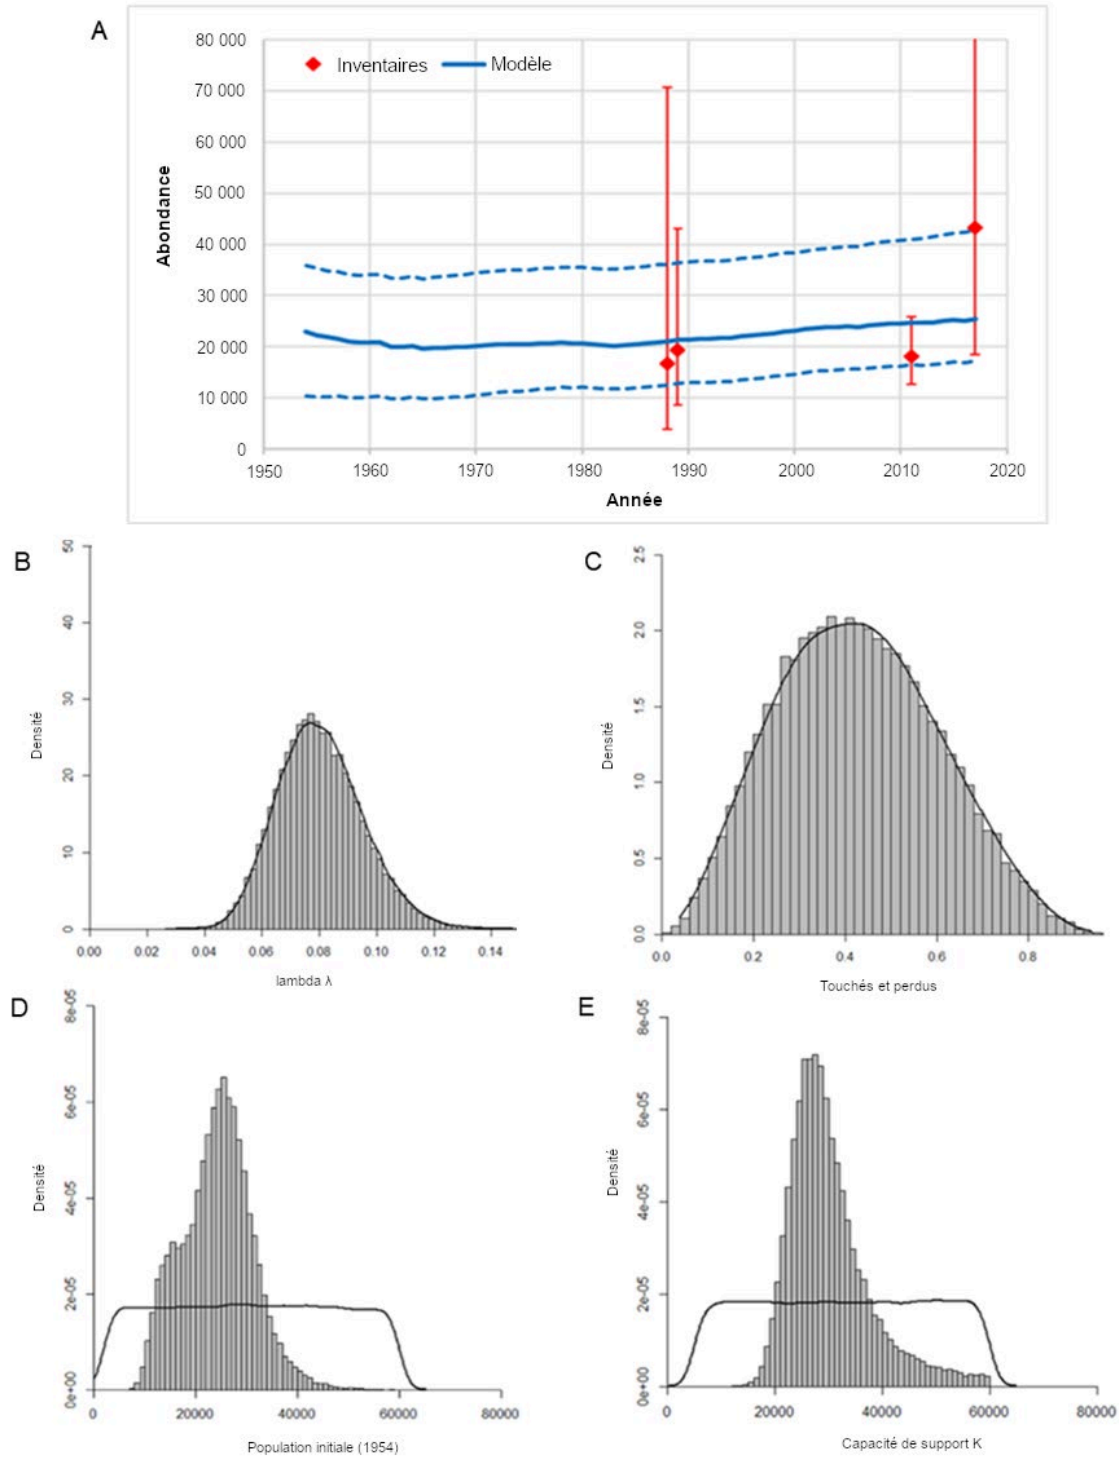 A
80 000
70 000
60 000
50 000
40 000
30 000
20 000
10 000
0
Abondance
Inventaires Modèle
1950 1960 1970 1980 1990 2000 2010 2020
Année
B
50
40
30
20
10
0
Densité
0.00 0.02 0.04 0.06 0.08 0.10 0.12 0.14
lambda λ
C
2.5
2.0
1.5
1.0
0.5
0.0
Densité
0.0 0.2 0.4 0.6 0.8
Touchés et perdus
D
8e-05
6e-05
4e-05
2e-05
0e+00
Densité
0 20000 40000 60000 80000
Population initiale (1954)
E
8e-05
6e-05
4e-05
2e-05
0e+00
Densité
0 20000 40000 60000 80000
Capacité de support K